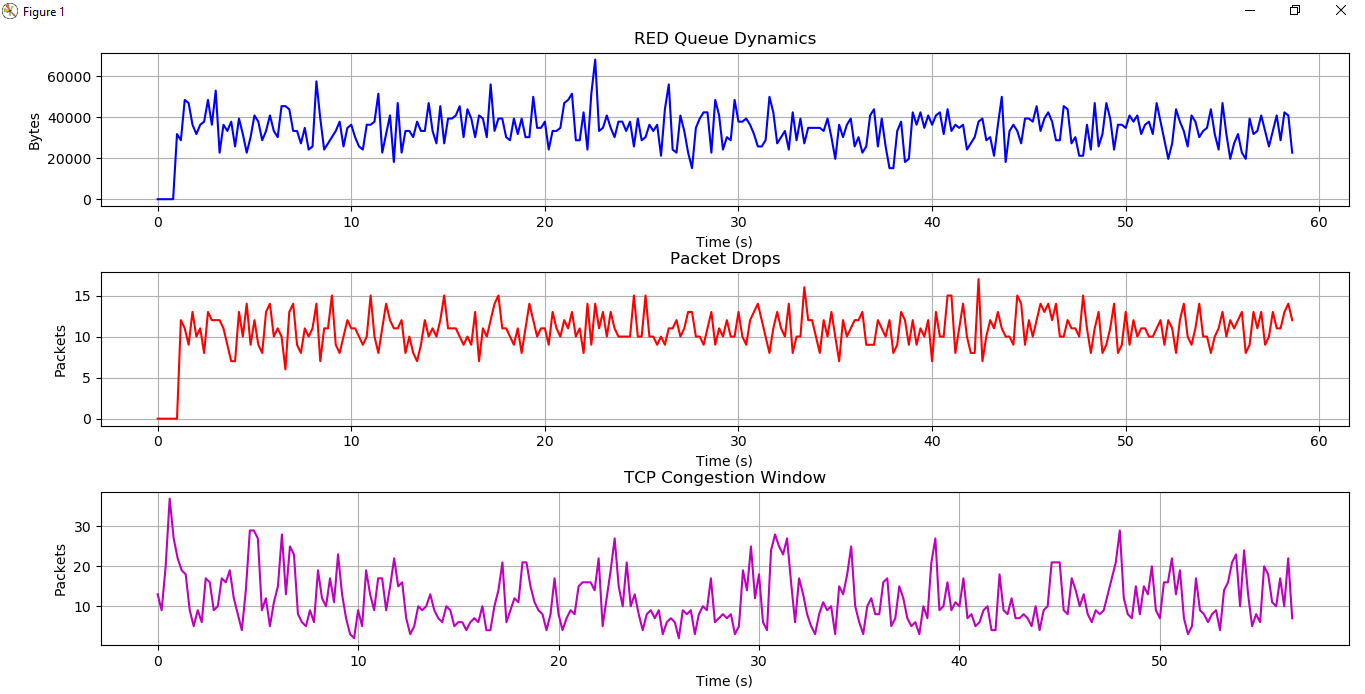 Figure 1
RED Queue Dynamics
60000
40000
20000
0
Bytes
0 10 20 30 40 50 60
Time (s)
Packet Drops
15
10
5
0
Packets
0 10 20 30 40 50 60
Time (s)
TCP Congestion Window
30
20
10
Packets
0 10 20 30 40 50
Time (s)